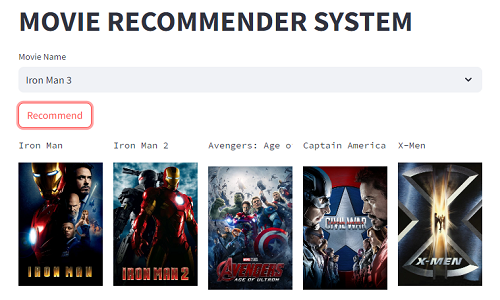 MOVIE RECOMMENDER SYSTEM
Movie Name
Iron Man 3
Recommend
Iron Man
Iron Man 2
Avengers: Age o
Captain America
X-Men
IRON MAN
IRON MAN 2
AVENGERS
AGE OF ULTRON
CIVIL WAR
X-MEN